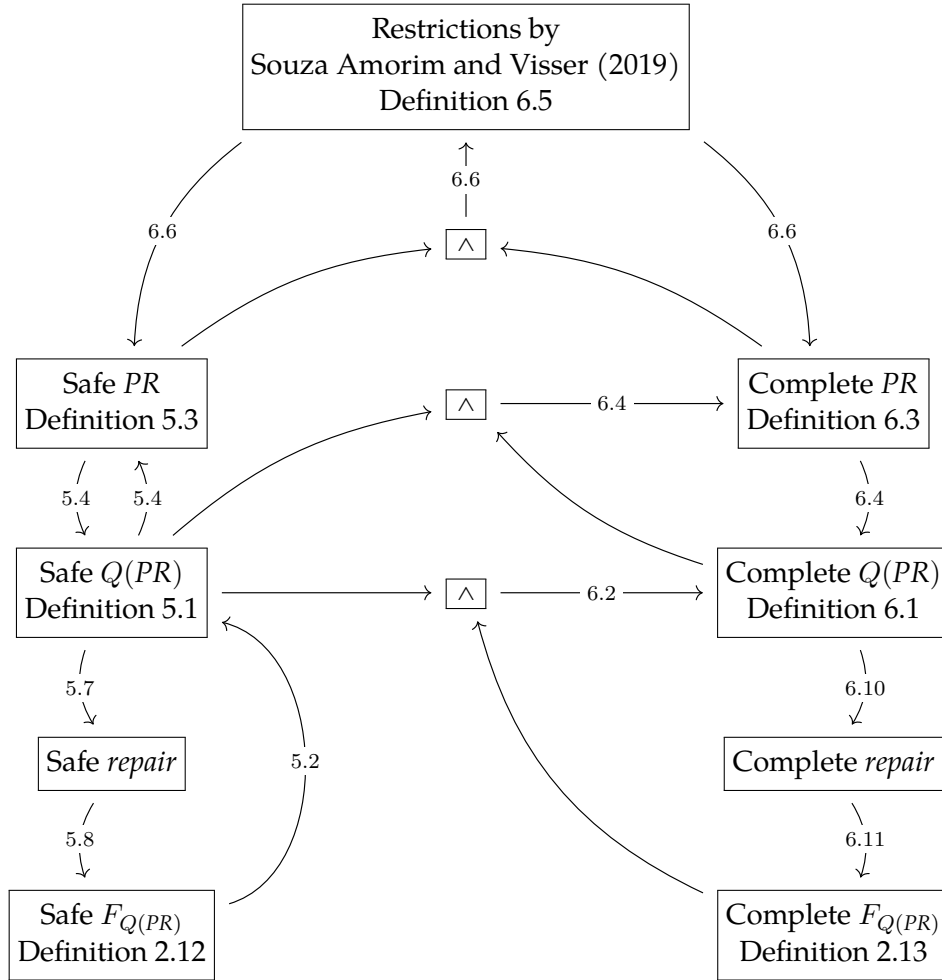 Restrictions by
Souza Amorim and Visser (2019)
Definition 6.5
6.6
6.6
6.6
∧
Safe PR
Definition 5.3
∧
6.4
Complete PR
Definition 6.3
5.4
5.4
6.4
Safe Q(PR)
Definition 5.1
∧
6.2
Complete Q(PR)
Definition 6.1
5.7
6.10
Safe repair
5.2
Complete repair
5.8
6.11
Safe F_{Q(PR)}
Definition 2.12
Complete F_{Q(PR)}
Definition 2.13